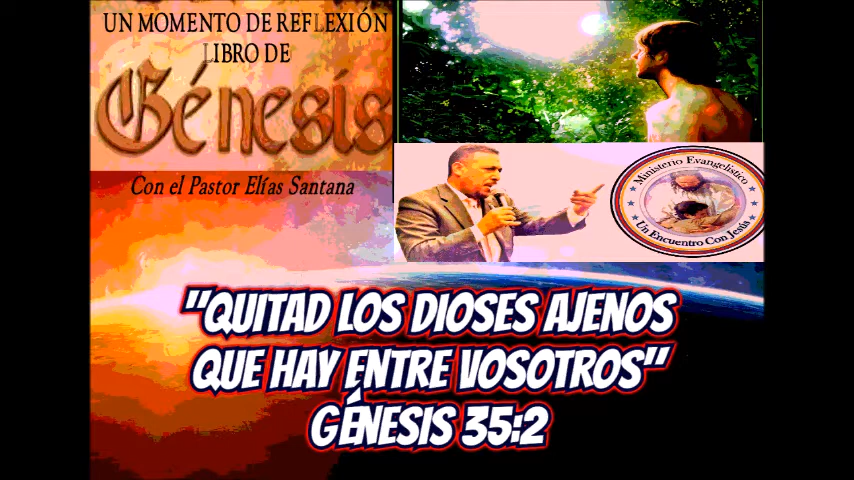 UN MOMENTO DE REFLEXIÓN
LIBRO DE
Génesis
Con el Pastor Elías Santana
Ministerio Evangelístico
Un Encuentro Con Jesús
"QUITAD LOS DIOSES AJENOS
QUE HAY ENTRE VOSOTROS"
GÉNESIS 35:2